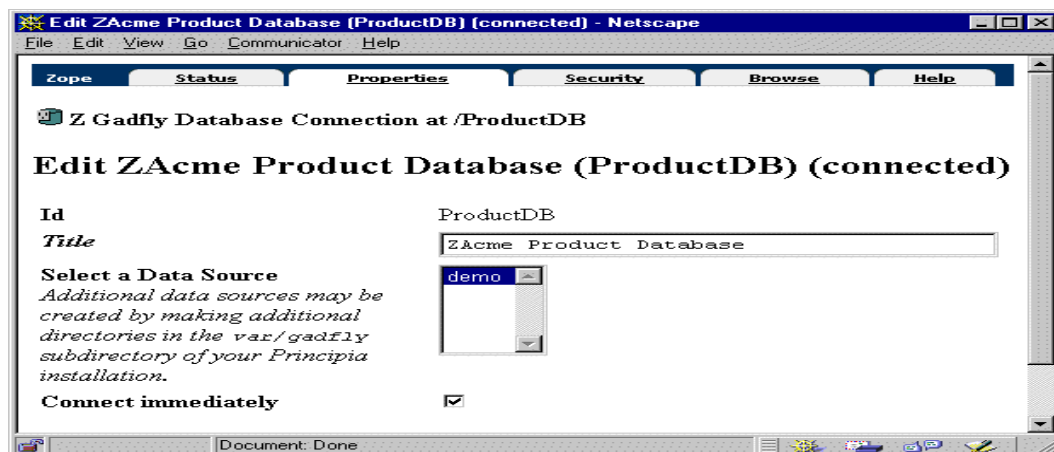 Edit ZAcme Product Database (ProductDB) (connected) - Netscape
File Edit View Go Communicator Help
Zope Status Properties Security Browse Help
Z Gadfly Database Connection at /ProductDB
Edit ZAcme Product Database (ProductDB) (connected)
Id ProductDB
Title ZAcme Product Database
Select a Data Source demo
Additional data sources may be
created by making additional
directories in the var/gadfly
subdirectory of your Principia
installation.
Connect immediately
Document: Done